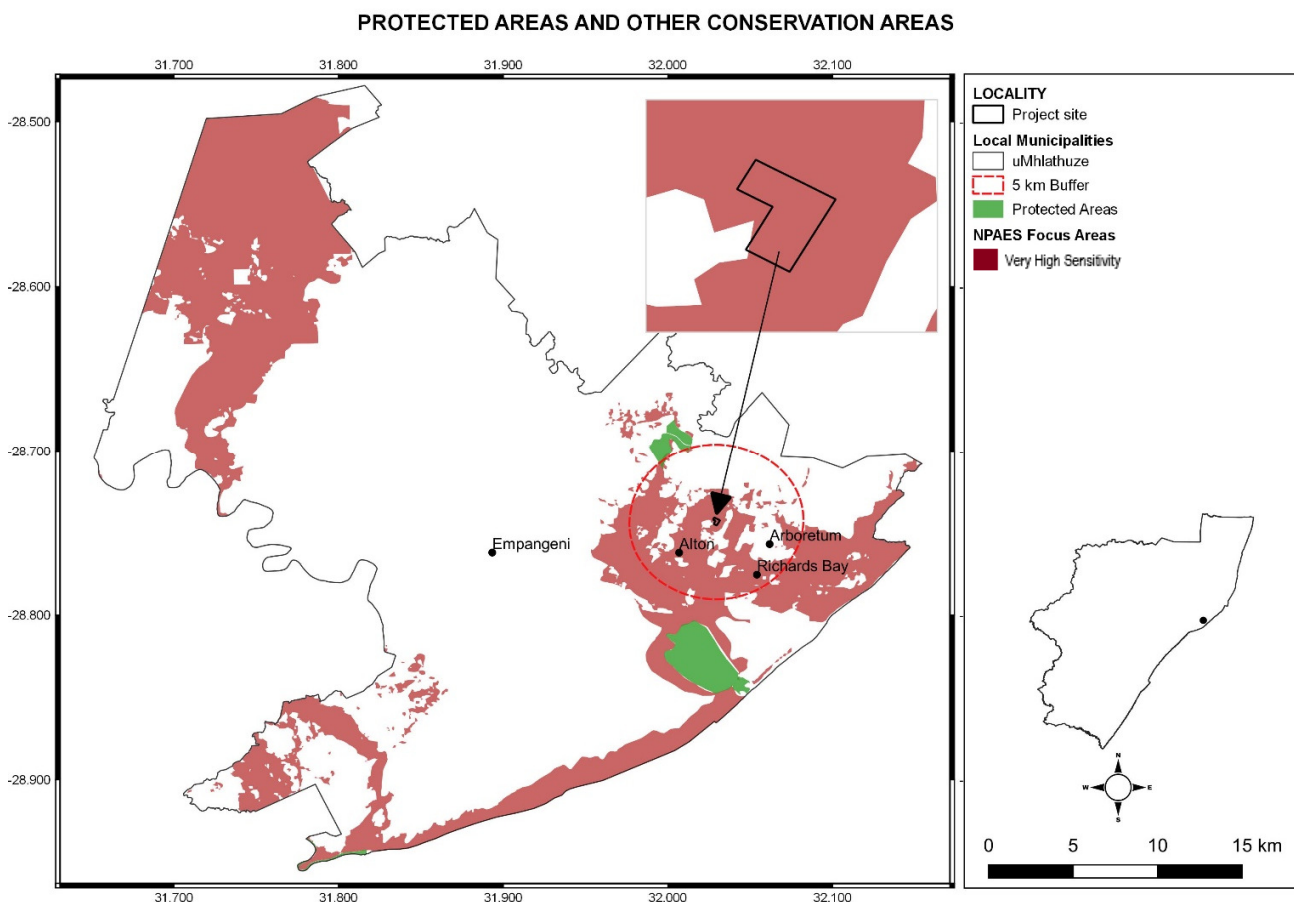 PROTECTED AREAS AND OTHER CONSERVATION AREAS
31.700 31.800 31.900 32.000 32.100
-28.500
-28.600
-28.700
-28.800
-28.900
Empangeni
Alton
Arboretum
Richards Bay
31.700 31.800 31.900 32.000 32.100
LOCALITY
Project site
Local Municipalities
uMhlathuze
5 km Buffer
Protected Areas
NPAES Focus Areas
Very High Sensitivity
N
W E
S
0 5 10 15 km